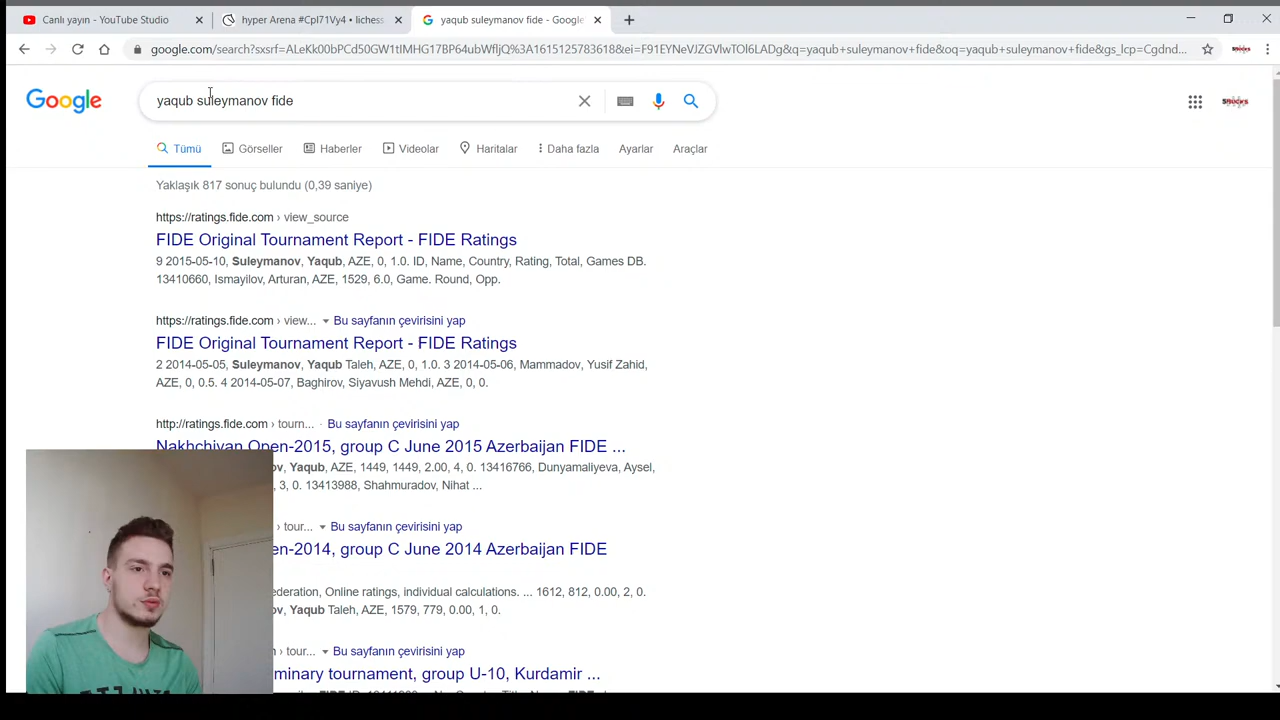 Canlı yayın - YouTube Studio
hyper Arena #CpI71Vy4 • lichess
yaqub suleymanov fide - Google
google.com/search?sxsrf=ALeKk00bPCd50GW1tIMHG17BP64ubWfljQ%3A1615125783618&ei=F91EYNeVJZGVlwTOl6LADg&q=yaqub+suleymanov+fide&oq=yaqub+suleymanov+fide&gs_lcp=Cgdnd...
Google
yaqub suleymanov fide
Tümü
Görseller
Haberler
Videolar
Haritalar
Daha fazla
Ayarlar
Araçlar
Yaklaşık 817 sonuç bulundu (0,39 saniye)
https://ratings.fide.com › view_source
FIDE Original Tournament Report - FIDE Ratings
9 2015-05-10, Suleymanov, Yaqub, AZE, 0, 1.0. ID, Name, Country, Rating, Total, Games DB.
13410660, Ismayilov, Arturan, AZE, 1529, 6.0, Game. Round, Opp.
https://ratings.fide.com › view... Bu sayfanın çevirisini yap
FIDE Original Tournament Report - FIDE Ratings
2 2014-05-05, Suleymanov, Yaqub Taleh, AZE, 0, 1.0. 3 2014-05-06, Mammadov, Yusif Zahid,
AZE, 0, 0.5. 4 2014-05-07, Baghirov, Siyavush Mehdi, AZE, 0, 0.
http://ratings.fide.com › tourn... · Bu sayfanın çevirisini yap
Nakhchivan Open-2015, group C June 2015 Azerbaijan FIDE ...
Yaqub, AZE, 1449, 1449, 2.00, 4, 0. 13416766, Dunyamaliyeva, Aysel,
3, 0. 13413988, Shahmuradov, Nihat ...
› tour... Bu sayfanın çevirisini yap
en-2014, group C June 2014 Azerbaijan FIDE
ederation, Online ratings, individual calculations. ... 1612, 812, 0.00, 2, 0.
Yaqub Taleh, AZE, 1579, 779, 0.00, 1, 0.
› tour... Bu sayfanın çevirisini yap
minary tournament, group U-10, Kurdamir ...